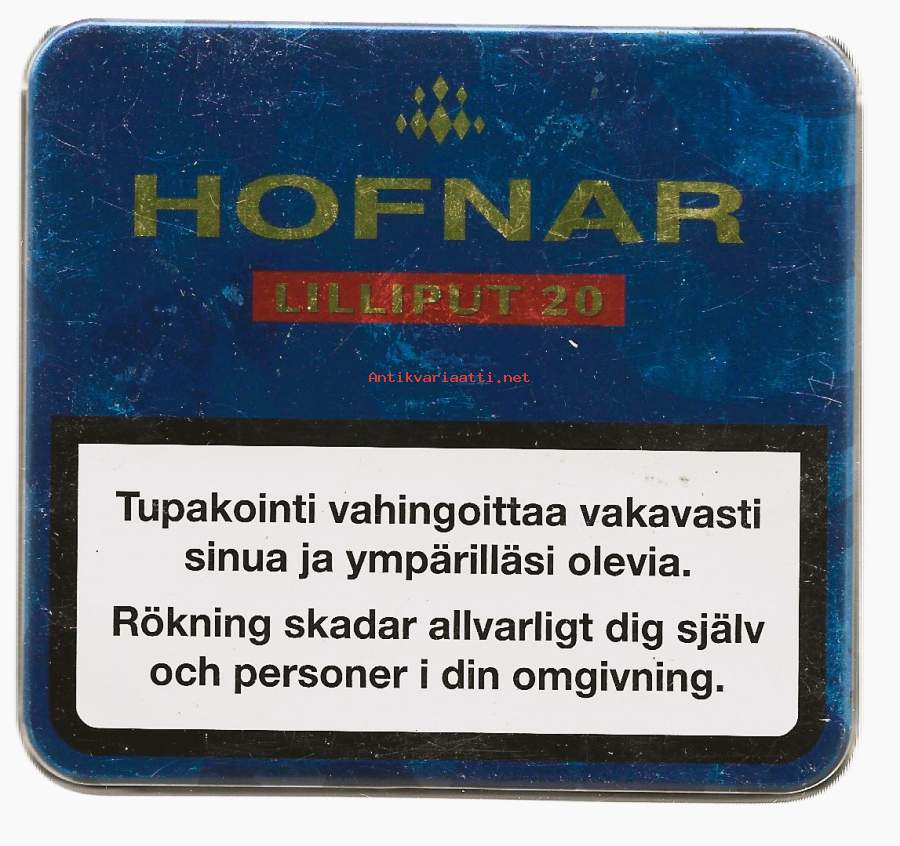 HOFNAR
LILLIPUT 20
Antikvariaatti.net
Tupakointi vahingoittaa vakavasti
sinua ja ympärilläsi olevia.
Rökning skadar allvarligt dig själv
och personer i din omgivning.